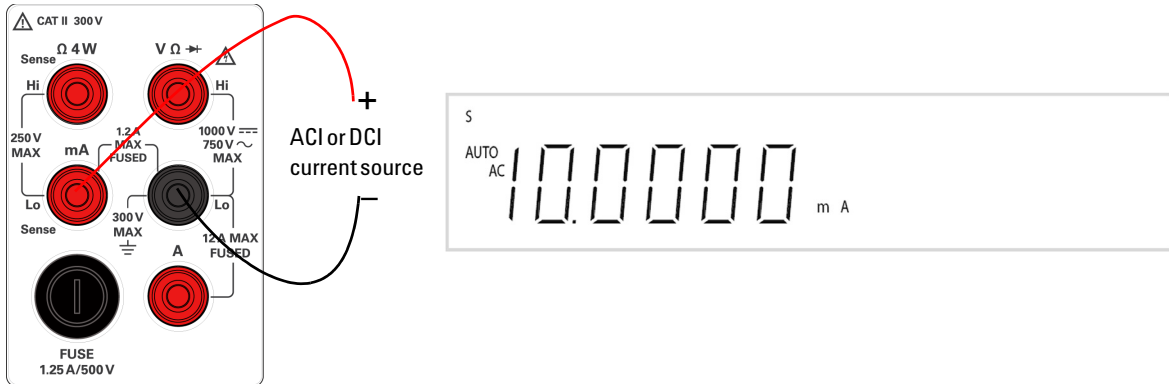 CAT II 300 V
Ω 4 W
V Ω
Sense
Hi
Hi
250 V
MAX
1.2 A
MAX
FUSED
1000 V
750 V
MAX
mA
Lo
Sense
300 V
MAX
Lo
12 A MAX
FUSED
A
FUSE
1.25 A/500 V
+
ACI or DCI
current source
–
S
AUTO
AC
10.0000 m A